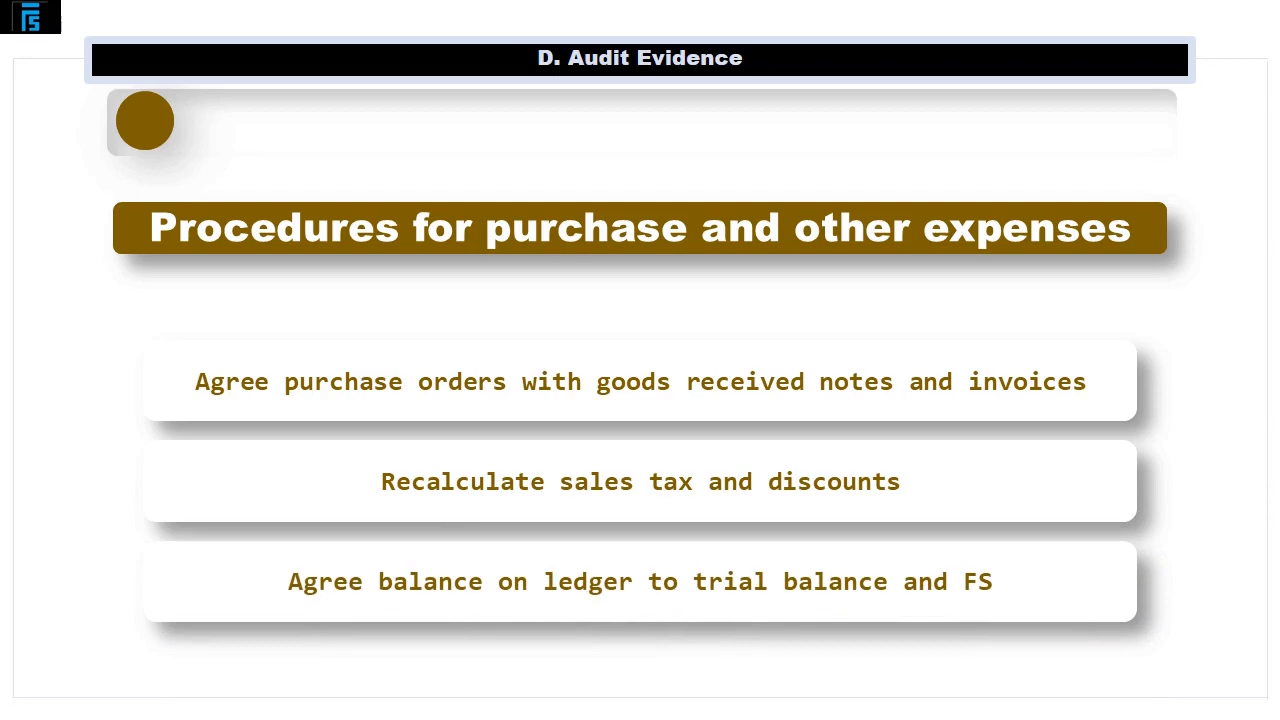 FS
D. Audit Evidence
Procedures for purchase and other expenses
Agree purchase orders with goods received notes and invoices
Recalculate sales tax and discounts
Agree balance on ledger to trial balance and FS